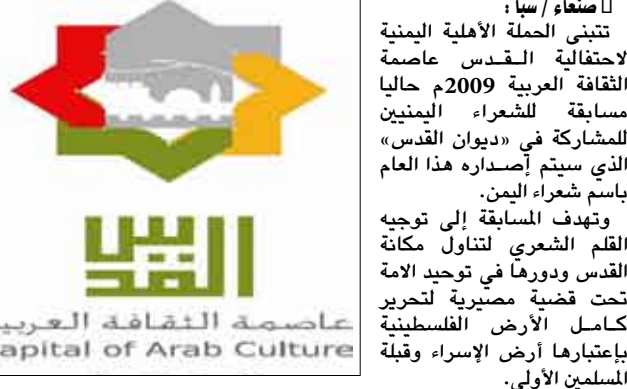 صنعاء / سبأ :
تتبنى الحملة الأهلية اليمنية
لاحتفالية القدس عاصمة
الثقافة العربية 2009م حاليا
مسابقة للشعراء اليمنيين
للمشاركة في «ديوان القدس»
الذي سيتم إصداره هذا العام
باسم شعراء اليمن.
وتهدف المسابقة إلى توجيه
القلم الشعري لتناول مكانة
القدس ودورها في توحيد الامة
تحت قضية مصيرية لتحرير
كامل الأرض الفلسطينية
بإعتبارها أرض الإسراء وقبلة
المسلمين الأولى.
القدس
عاصمة الثقافة العربي
apital of Arab Culture